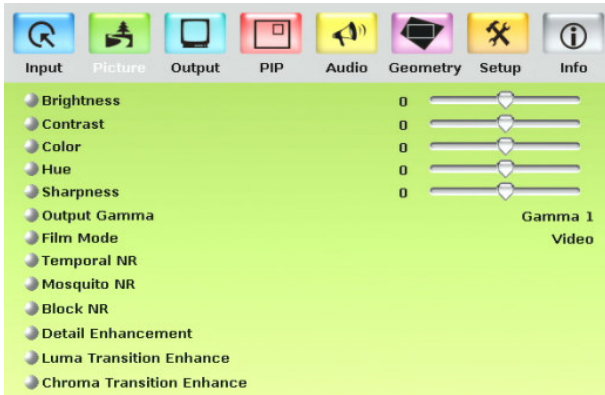 Input Picture Output PIP Audio Geometry Setup Info
Brightness 0
Contrast 0
Color 0
Hue 0
Sharpness 0
Output Gamma Gamma 1
Film Mode Video
Temporal NR
Mosquito NR
Block NR
Detail Enhancement
Luma Transition Enhance
Chroma Transition Enhance